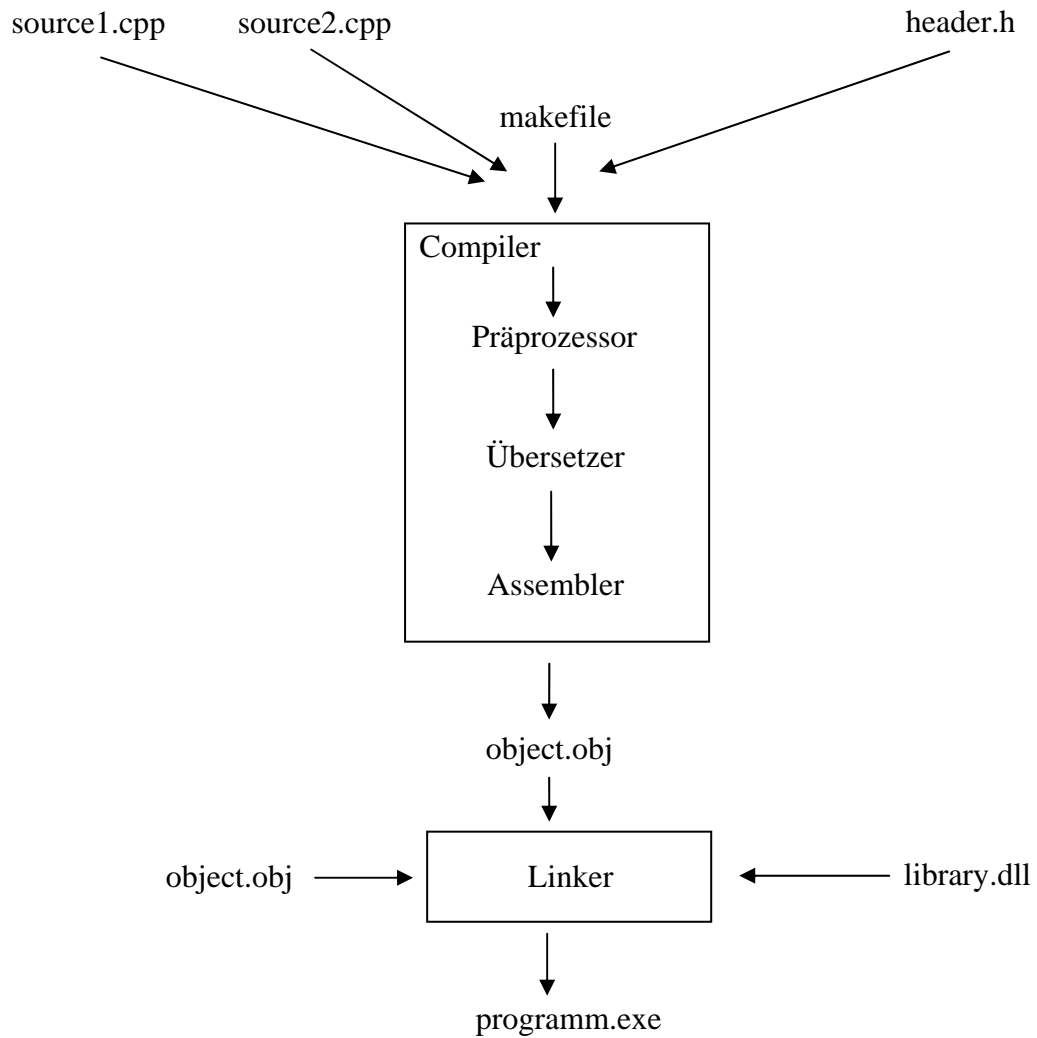 source1.cpp source2.cpp header.h
makefile
Compiler
Präprozessor
Übersetzer
Assembler
object.obj
object.obj Linker library.dll
programm.exe